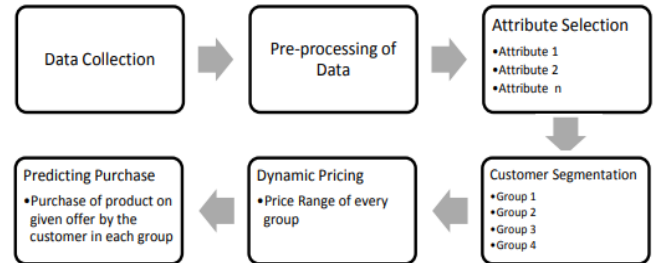 Data Collection
Pre-processing of
Data
Attribute Selection
•Attribute 1
•Attribute 2
•Attribute n
Customer Segmentation
•Group 1
•Group 2
•Group 3
•Group 4
Dynamic Pricing
•Price Range of every
group
Predicting Purchase
•Purchase of product on
given offer by the
customer in each group